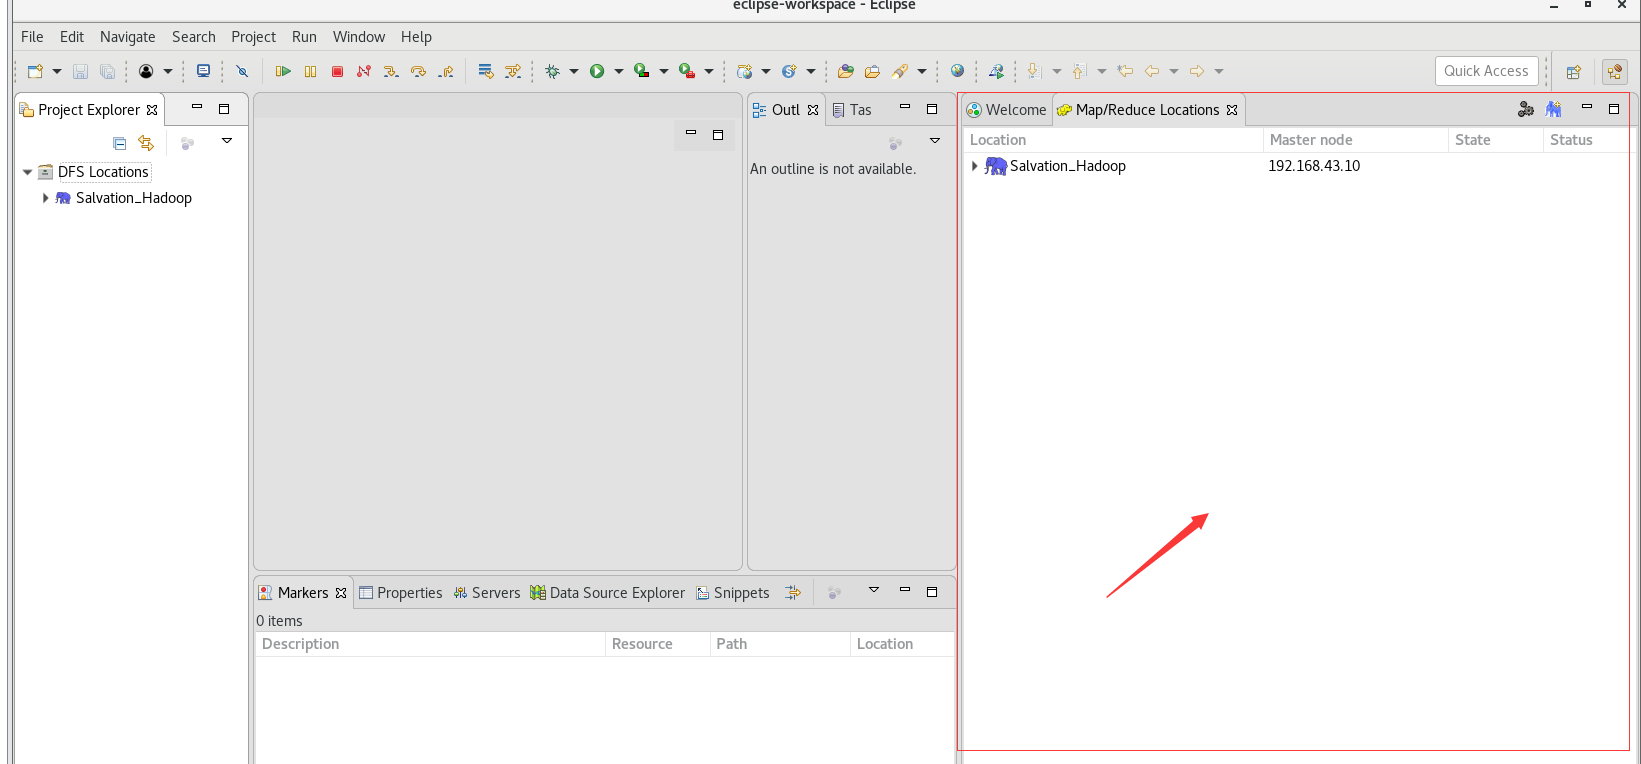 eclipse-workspace - Eclipse
File Edit Navigate Search Project Run Window Help
Quick Access
Project Explorer
DFS Locations
Salvation_Hadoop
Outl Tas
An outline is not available.
Welcome Map/Reduce Locations
Location Master node State Status
Salvation_Hadoop 192.168.43.10
Markers Properties Servers Data Source Explorer Snippets
0 items
Description Resource Path Location